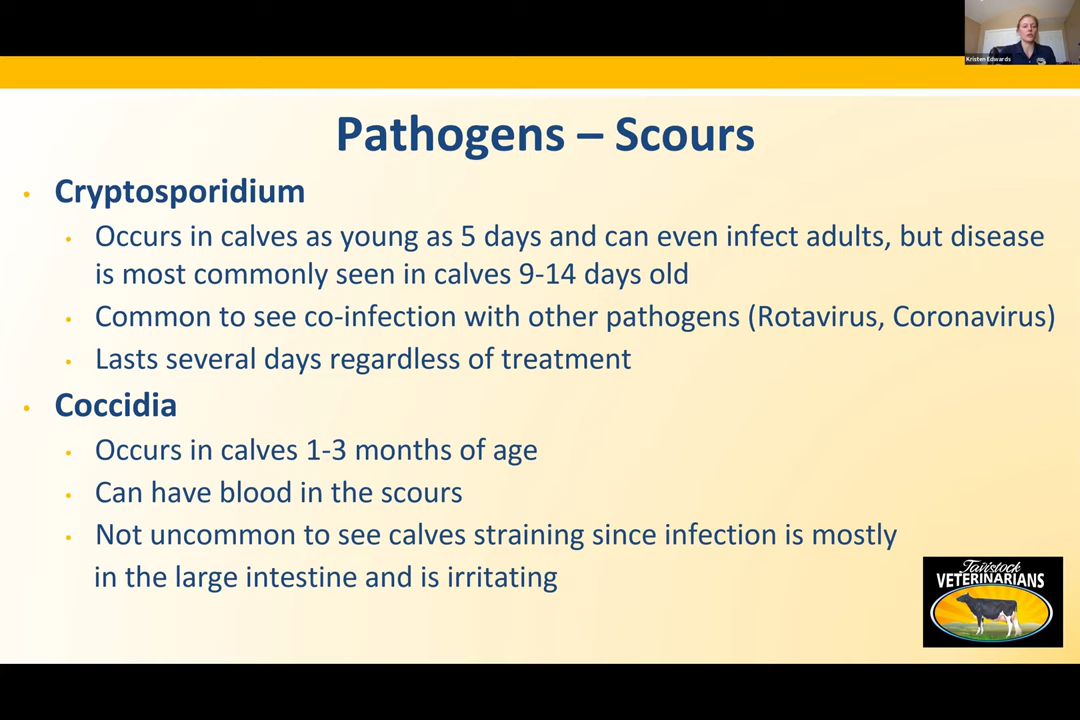 Kristen Edwards
Pathogens – Scours
• Cryptosporidium
• Occurs in calves as young as 5 days and can even infect adults, but disease
is most commonly seen in calves 9-14 days old
• Common to see co-infection with other pathogens (Rotavirus, Coronavirus)
• Lasts several days regardless of treatment
• Coccidia
• Occurs in calves 1-3 months of age
• Can have blood in the scours
• Not uncommon to see calves straining since infection is mostly
in the large intestine and is irritating
Tavistock
VETERINARIANS